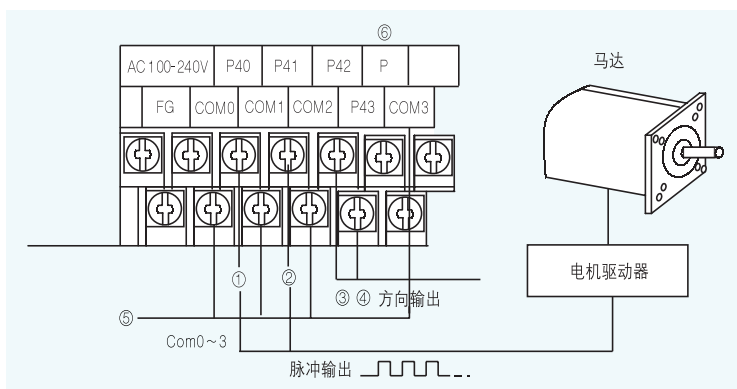 ⑥
AC100-240V P40 P41 P42 P
FG COM0 COM1 COM2 P43 COM3
马达
电机驱动器
① ②
③ ④ 方向输出
⑤
Com0~3
脉冲输出